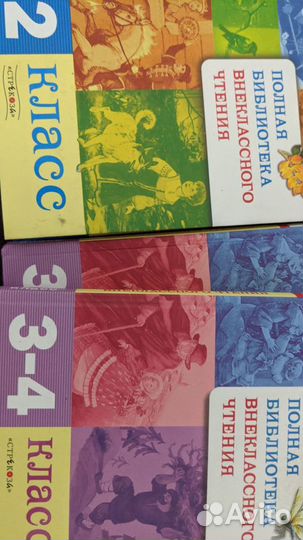 2
класс
«СТРЕКОЗА»
ПОЛНАЯ
БИБЛИОТЕКА
ВНЕКЛАССНОГО
ЧТЕНИЯ
3-4
класс
«СТРЕКОЗА»
ПОЛНАЯ
БИБЛИОТЕКА
ВНЕКЛАССНОГО
ЧТЕНИЯ
Avito